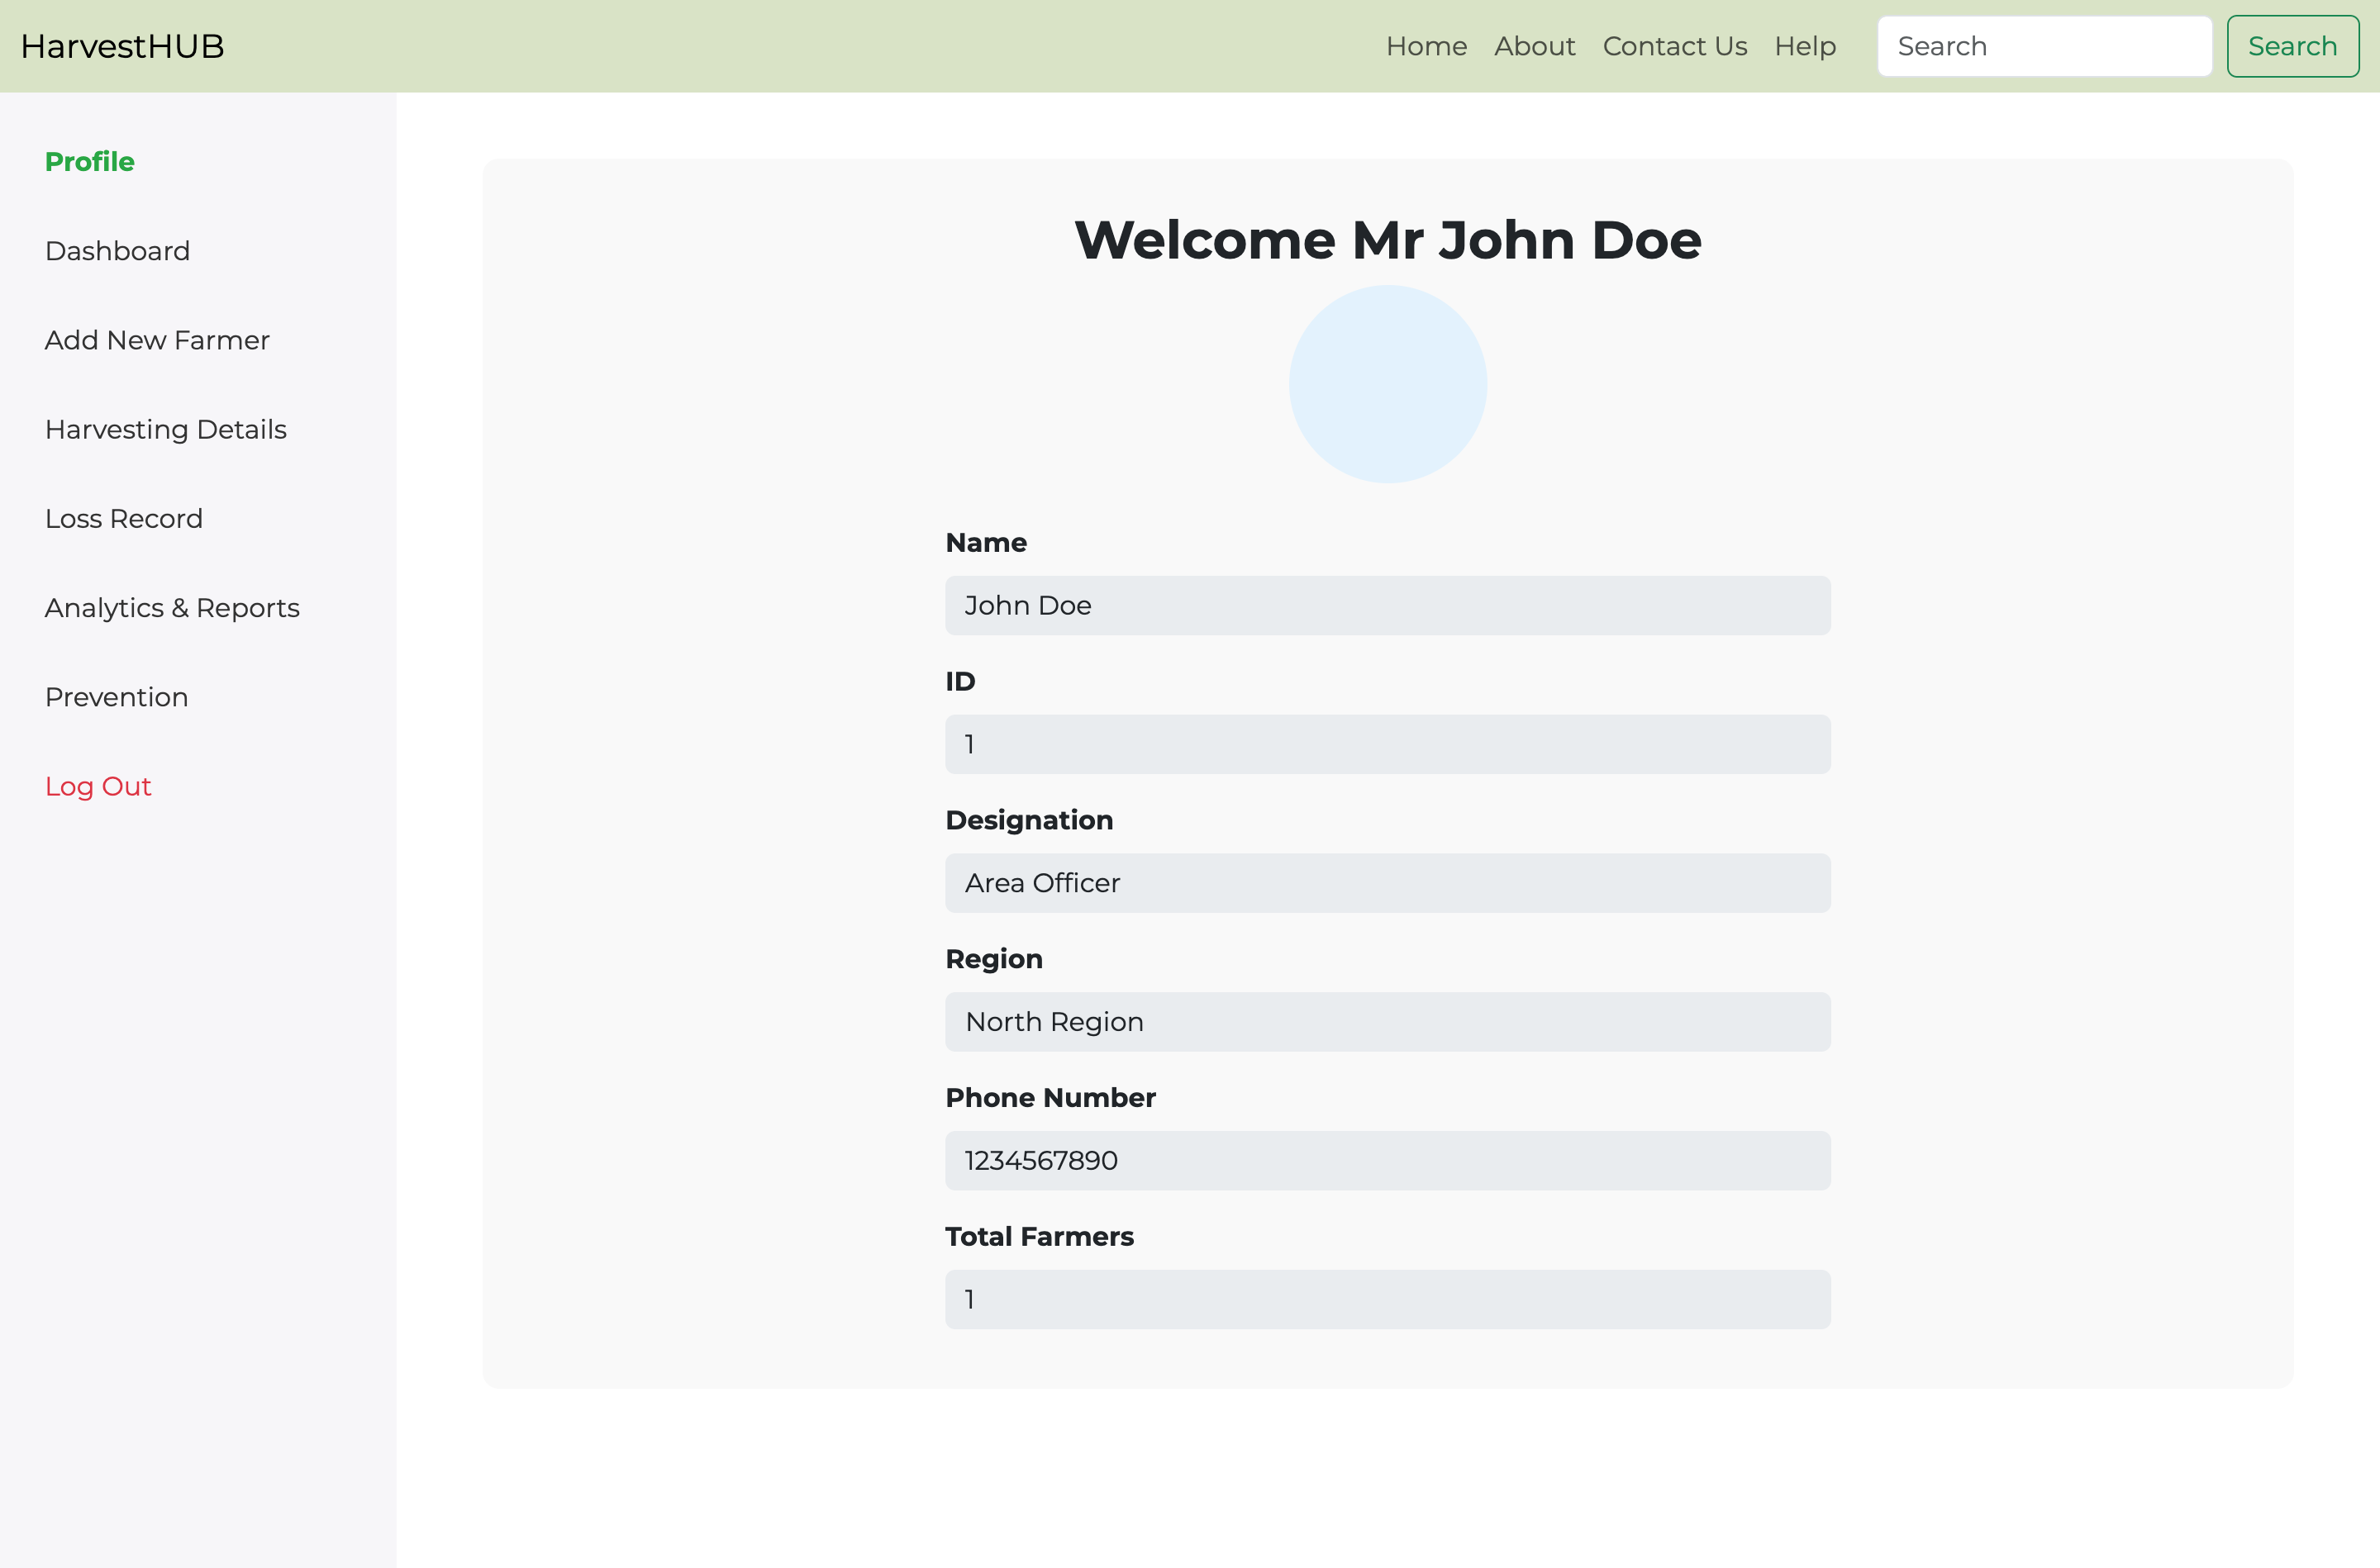 HarvestHUB
Home About Contact Us Help Search Search
Profile
Dashboard
Add New Farmer
Harvesting Details
Loss Record
Analytics & Reports
Prevention
Log Out
Welcome Mr John Doe
Name
John Doe
ID
1
Designation
Area Officer
Region
North Region
Phone Number
1234567890
Total Farmers
1